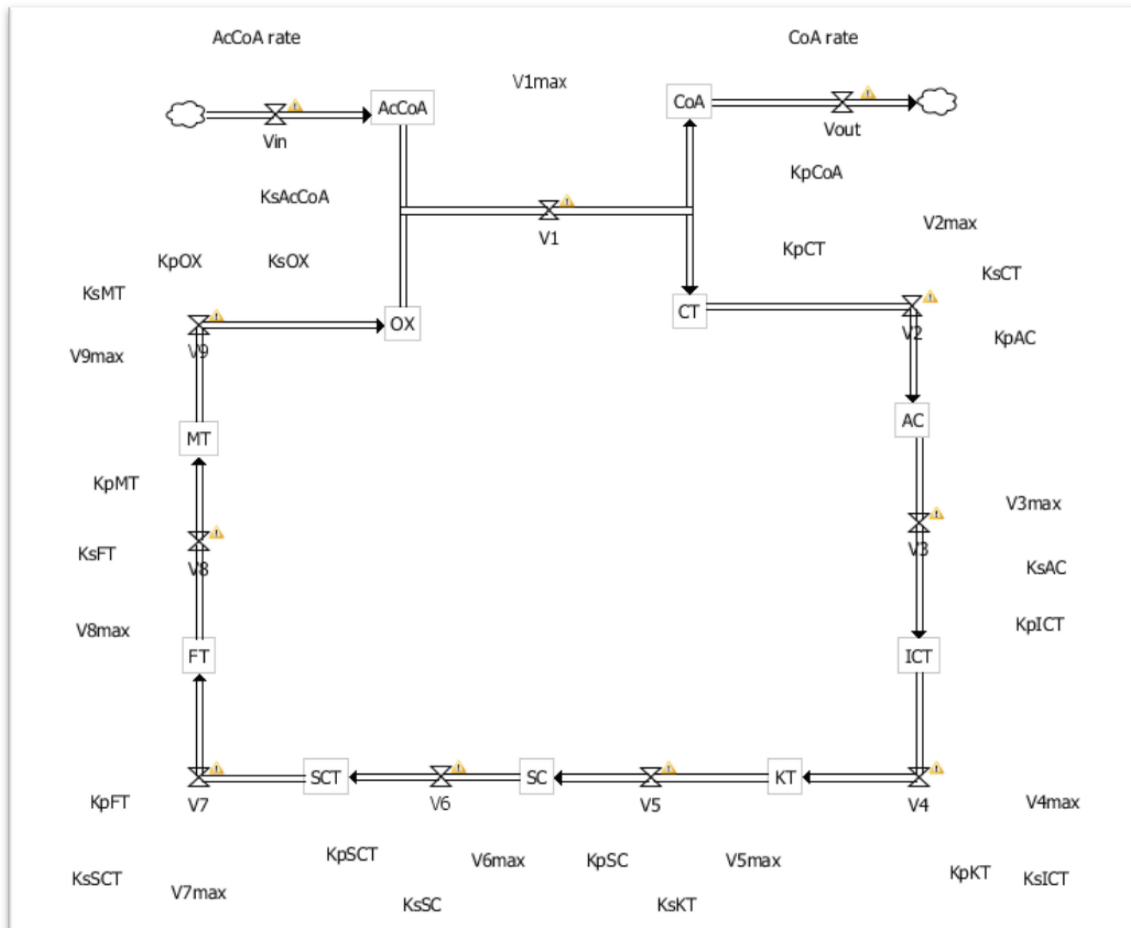 AcCoA rate
CoA rate
V1max
AcCoA
CoA
Vin
Vout
KpCoA
KsAcCoA
V2max
V1
KpCT
KpOX
KsOX
KsCT
KsMT
CT
V2
OX
KpAC
V9
V9max
AC
MT
KpMT
V3max
V3
KsFT
V8
KsAC
KpICT
V8max
FT
ICT
SCT
SC
KT
V7
V6
V5
V4
KpFT
V4max
KpSCT
V6max
KpSC
V5max
KpKT
KsSCT
KsICT
V7max
KsSC
KsKT